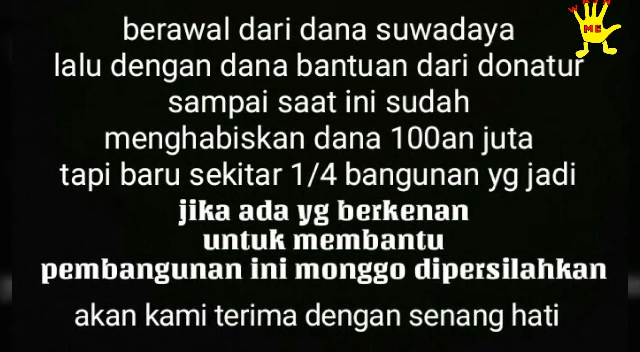 berawal dari dana suwadaya
lalu dengan dana bantuan dari donatur
sampai saat ini sudah
menghabiskan dana 100an juta
tapi baru sekitar 1/4 bangunan yg jadi
jika ada yg berkenan
untuk membantu
pembangunan ini monggo dipersilahkan
akan kami terima dengan senang hati
ME